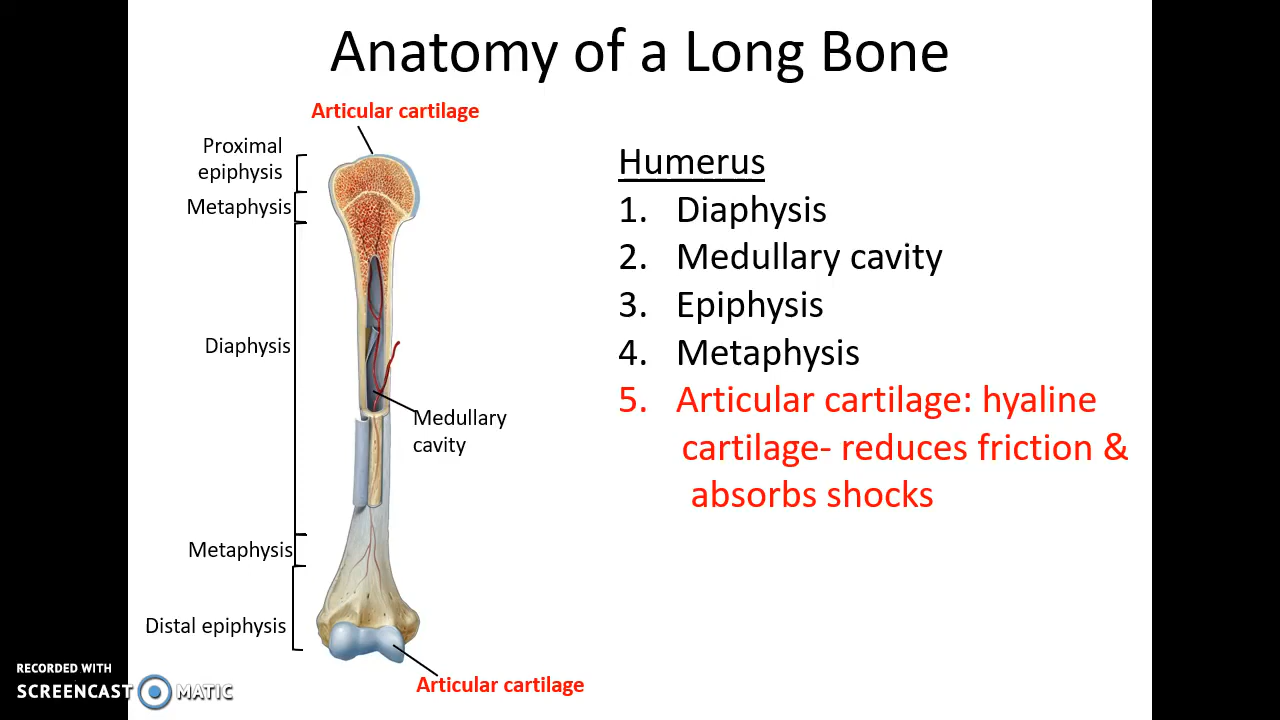 Anatomy of a Long Bone
Articular cartilage
Proximal
epiphysis
Metaphysis
Diaphysis
Medullary
cavity
Metaphysis
Distal epiphysis
Articular cartilage
Humerus
1. Diaphysis
2. Medullary cavity
3. Epiphysis
4. Metaphysis
5. Articular cartilage: hyaline
cartilage- reduces friction &
absorbs shocks
RECORDED WITH
SCREENCAST MATIC